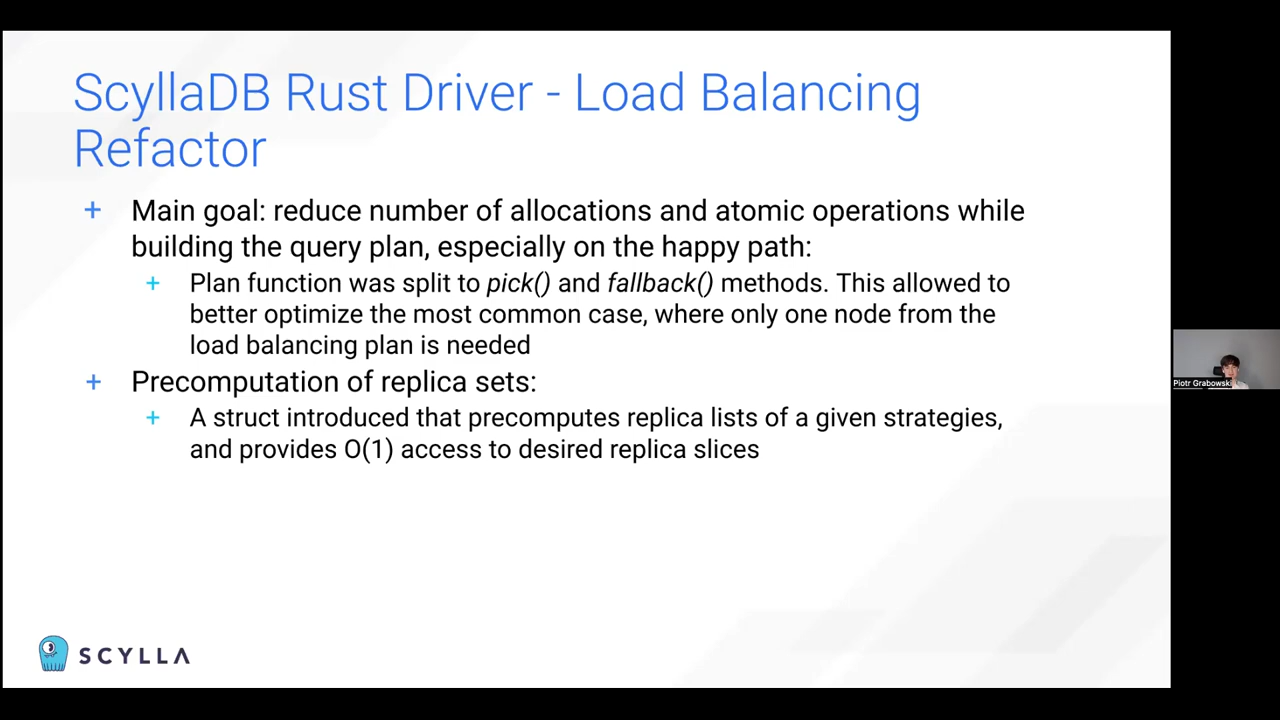 ScyllaDB Rust Driver - Load Balancing
Refactor
+ Main goal: reduce number of allocations and atomic operations while
building the query plan, especially on the happy path:
+ Plan function was split to pick() and fallback() methods. This allowed to
better optimize the most common case, where only one node from the
load balancing plan is needed
+ Precomputation of replica sets:
+ A struct introduced that precomputes replica lists of a given strategies,
and provides O(1) access to desired replica slices
Piotr Grabowski
SCYLLA